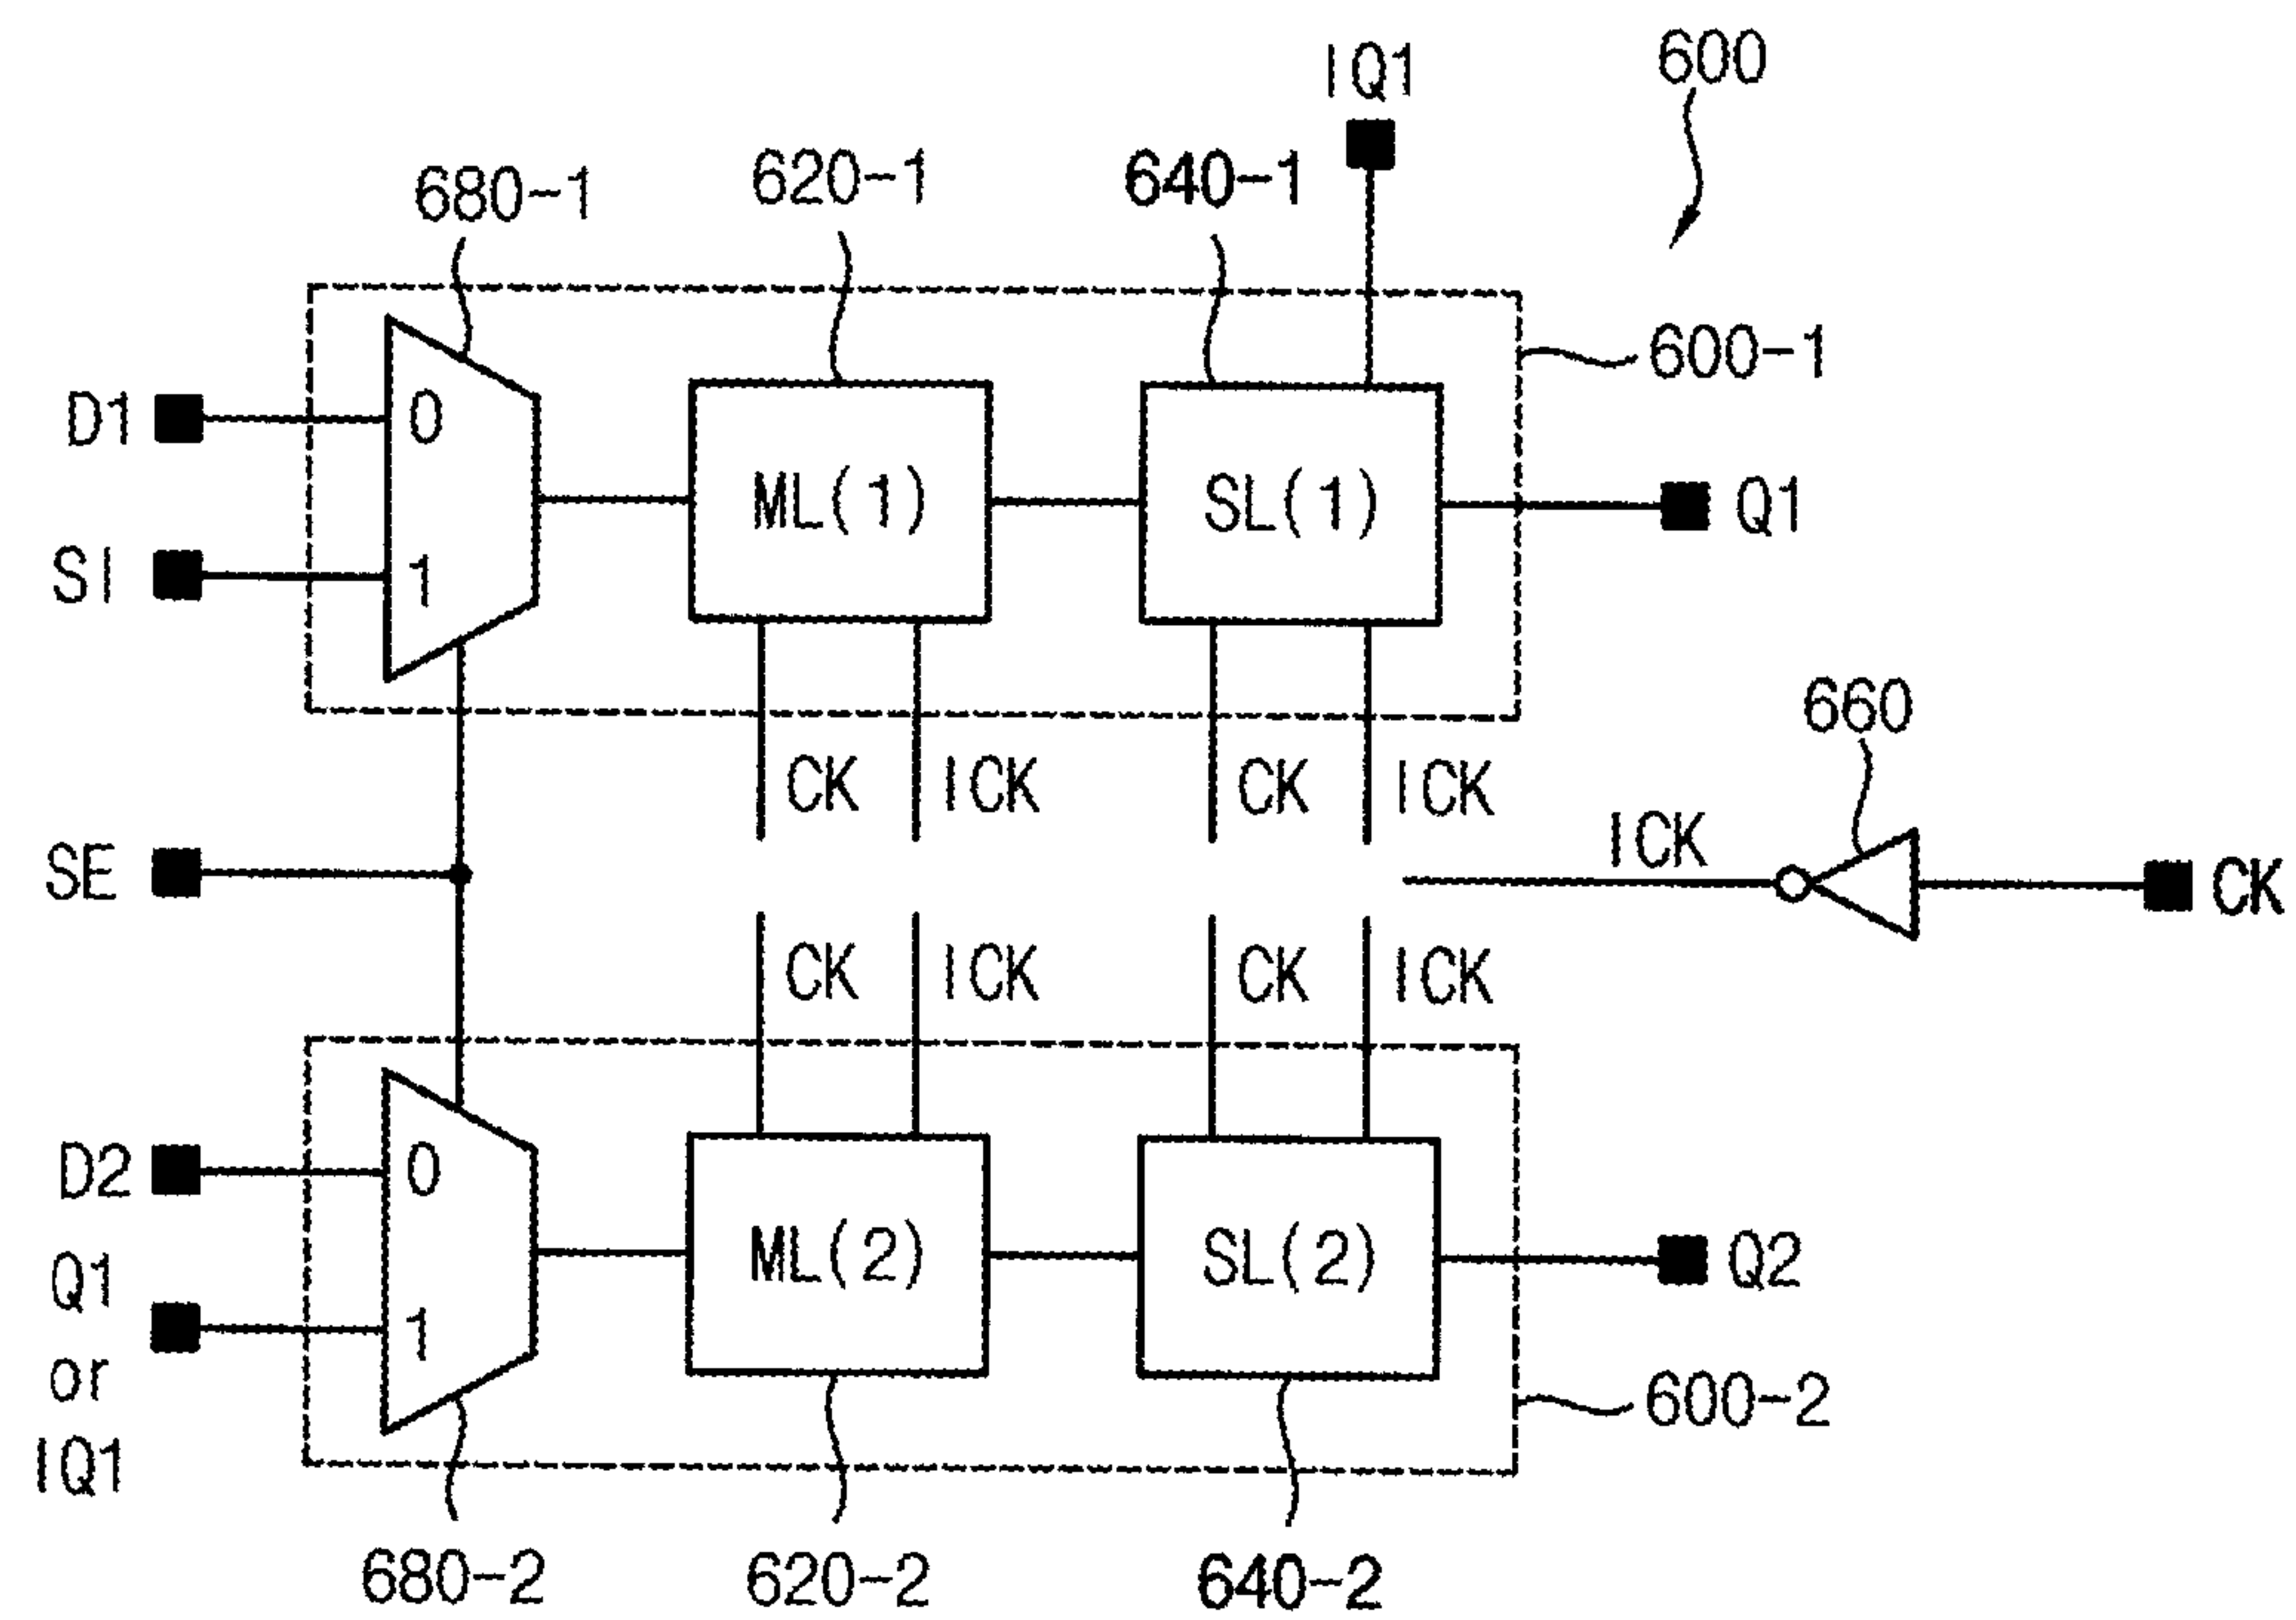 IQ1
600
680-1
620-1
640-1
600-1
D1
0
ML(1)
SL(1)
Q1
SI
1
660
CK
ICK
CK
ICK
ICK
SE
CK
CK
ICK
CK
ICK
D2
0
Q1
ML(2)
SL(2)
Q2
1
or
600-2
IQ1
680-2
620-2
640-2